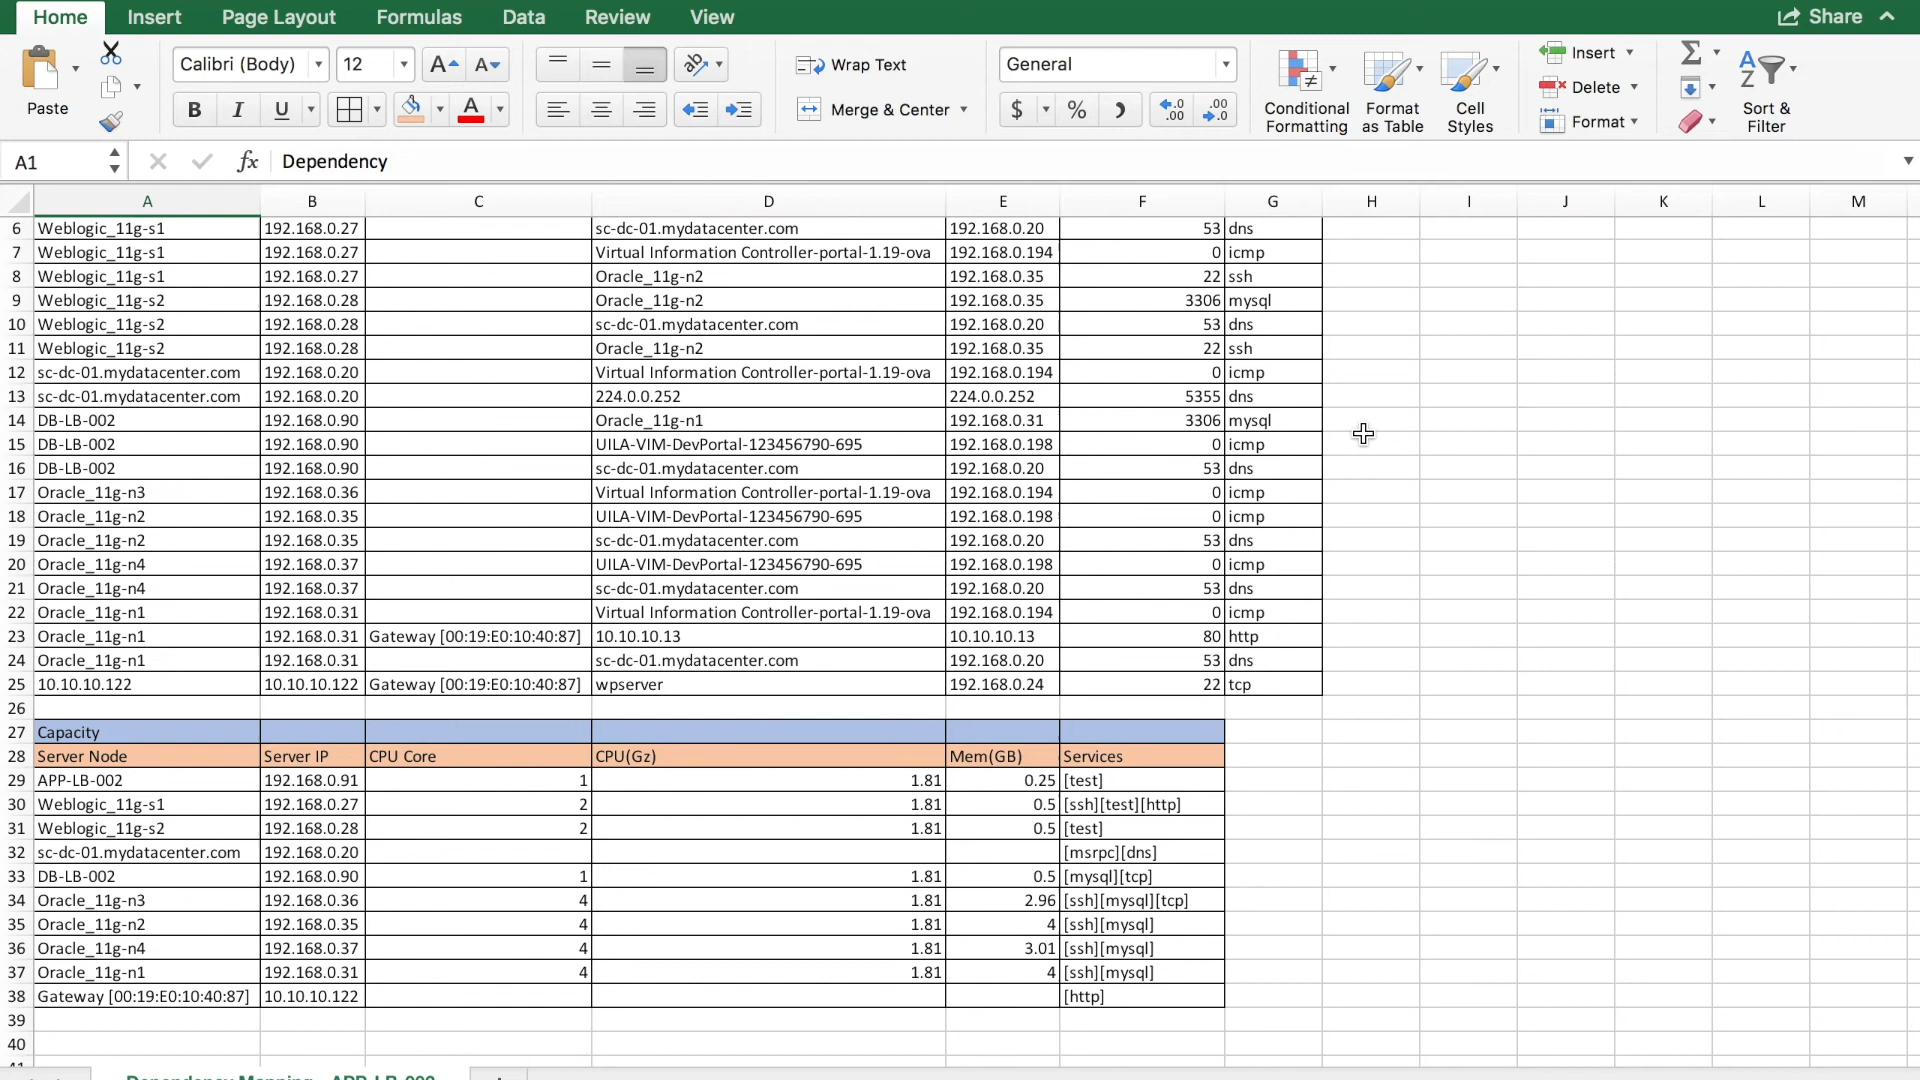 Home Insert Page Layout Formulas Data Review View Share
Calibri (Body) 12 A A Wrap Text General Insert
Paste B I U A Merge & Center $ % .0 .00 .00 .0 Conditional Formatting Format as Table Cell Styles Delete Format Sort & Filter
A1 fx Dependency
A B C D E F G H I J K L M
6 Weblogic_11g-s1 192.168.0.27 sc-dc-01.mydatacenter.com 192.168.0.20 53 dns
7 Weblogic_11g-s1 192.168.0.27 Virtual Information Controller-portal-1.19-ova 192.168.0.194 0 icmp
8 Weblogic_11g-s1 192.168.0.27 Oracle_11g-n2 192.168.0.35 22 ssh
9 Weblogic_11g-s2 192.168.0.28 Oracle_11g-n2 192.168.0.35 3306 mysql
10 Weblogic_11g-s2 192.168.0.28 sc-dc-01.mydatacenter.com 192.168.0.20 53 dns
11 Weblogic_11g-s2 192.168.0.28 Oracle_11g-n2 192.168.0.35 22 ssh
12 sc-dc-01.mydatacenter.com 192.168.0.20 Virtual Information Controller-portal-1.19-ova 192.168.0.194 0 icmp
13 sc-dc-01.mydatacenter.com 192.168.0.20 224.0.0.252 224.0.0.252 5355 dns
14 DB-LB-002 192.168.0.90 Oracle_11g-n1 192.168.0.31 3306 mysql
15 DB-LB-002 192.168.0.90 UILA-VIM-DevPortal-123456790-695 192.168.0.198 0 icmp
16 DB-LB-002 192.168.0.90 sc-dc-01.mydatacenter.com 192.168.0.20 53 dns
17 Oracle_11g-n3 192.168.0.36 Virtual Information Controller-portal-1.19-ova 192.168.0.194 0 icmp
18 Oracle_11g-n2 192.168.0.35 UILA-VIM-DevPortal-123456790-695 192.168.0.198 0 icmp
19 Oracle_11g-n2 192.168.0.35 sc-dc-01.mydatacenter.com 192.168.0.20 53 dns
20 Oracle_11g-n4 192.168.0.37 UILA-VIM-DevPortal-123456790-695 192.168.0.198 0 icmp
21 Oracle_11g-n4 192.168.0.37 sc-dc-01.mydatacenter.com 192.168.0.20 53 dns
22 Oracle_11g-n1 192.168.0.31 Virtual Information Controller-portal-1.19-ova 192.168.0.194 0 icmp
23 Oracle_11g-n1 192.168.0.31 Gateway [00:19:E0:10:40:87] 10.10.10.13 10.10.10.13 80 http
24 Oracle_11g-n1 192.168.0.31 sc-dc-01.mydatacenter.com 192.168.0.20 53 dns
25 10.10.10.122 10.10.10.122 Gateway [00:19:E0:10:40:87] wpserver 192.168.0.24 22 tcp
26
27 Capacity
28 Server Node Server IP CPU Core CPU(Gz) Mem(GB) Services
29 APP-LB-002 192.168.0.91 1 1.81 0.25 [test]
30 Weblogic_11g-s1 192.168.0.27 2 1.81 0.5 [ssh][test][http]
31 Weblogic_11g-s2 192.168.0.28 2 1.81 0.5 [test]
32 sc-dc-01.mydatacenter.com 192.168.0.20 [msrpc][dns]
33 DB-LB-002 192.168.0.90 1 1.81 0.5 [mysql][tcp]
34 Oracle_11g-n3 192.168.0.36 4 1.81 2.96 [ssh][mysql][tcp]
35 Oracle_11g-n2 192.168.0.35 4 1.81 4 [ssh][mysql]
36 Oracle_11g-n4 192.168.0.37 4 1.81 3.01 [ssh][mysql]
37 Oracle_11g-n1 192.168.0.31 4 1.81 4 [ssh][mysql]
38 Gateway [00:19:E0:10:40:87] 10.10.10.122 [http]
39
40